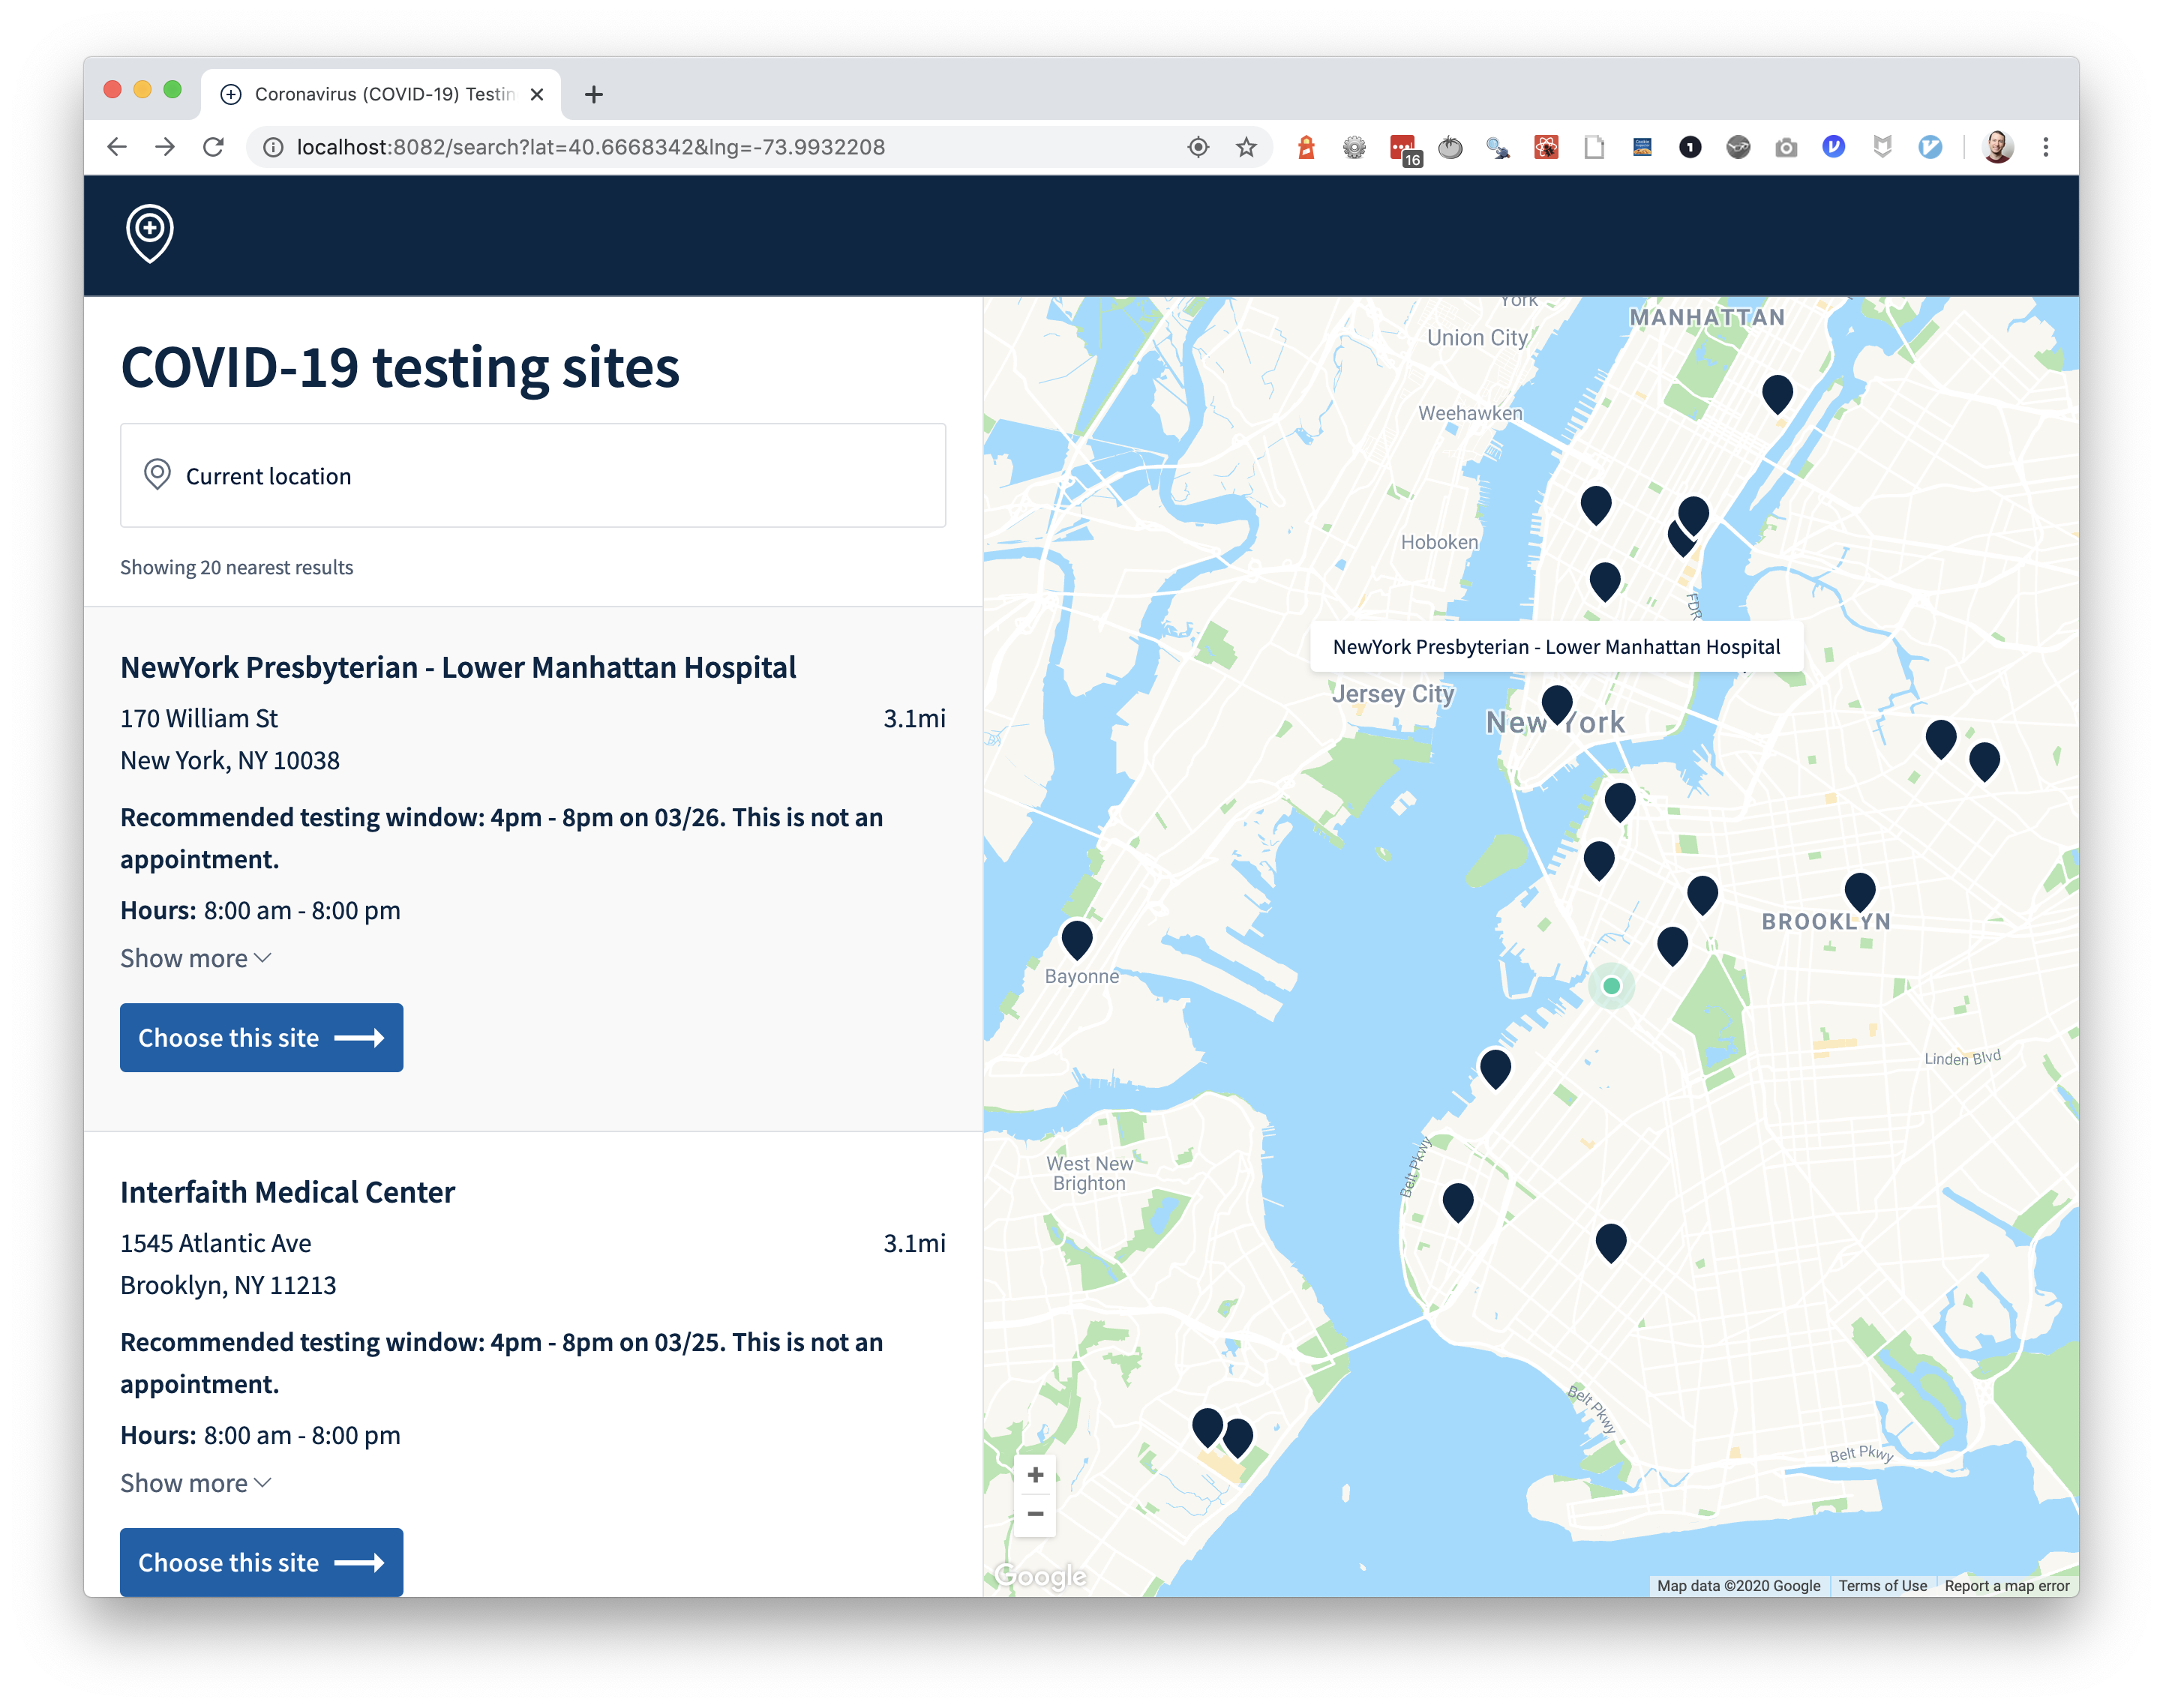 Coronavirus (COVID-19) Testin
localhost:8082/search?lat=40.6668342&lng=-73.9932208
16
1
COVID-19 testing sites
Current location
Showing 20 nearest results
NewYork Presbyterian - Lower Manhattan Hospital
170 William St
3.1mi
New York, NY 10038
Recommended testing window: 4pm - 8pm on 03/26. This is not an
appointment.
Hours: 8:00 am - 8:00 pm
Show more
Choose this site
Interfaith Medical Center
1545 Atlantic Ave
3.1mi
Brooklyn, NY 11213
Recommended testing window: 4pm - 8pm on 03/25. This is not an
appointment.
Hours: 8:00 am - 8:00 pm
Show more
Choose this site
York
MANHATTAN
Union City
Weehawken
Hoboken
FDR
NewYork Presbyterian - Lower Manhattan Hospital
Jersey City
New York
BROOKLYN
Bayonne
Linden Blvd
West New
Brighton
Belt Pkwy
Belt Pkwy
Belt Pkwy
+
−
Google
Map data ©2020 Google
Terms of Use
Report a map error